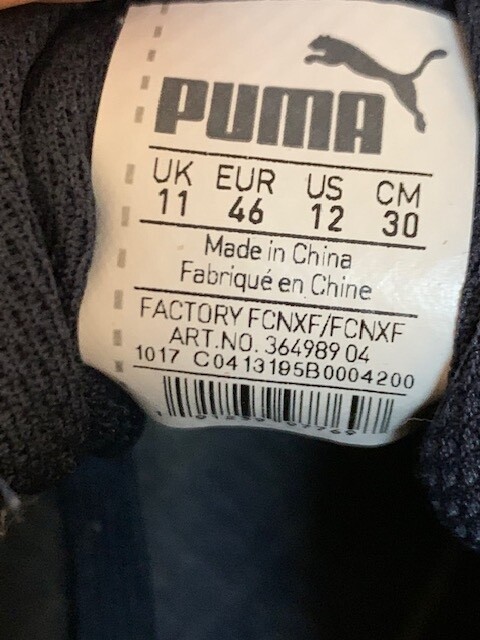 PUMA
UK EUR US CM
11 46 12 30
Made in China
Fabriqué en Chine
FACTORY FCNXF/FCNXF
ART.NO. 364989 04
1017 C0413195B0004200